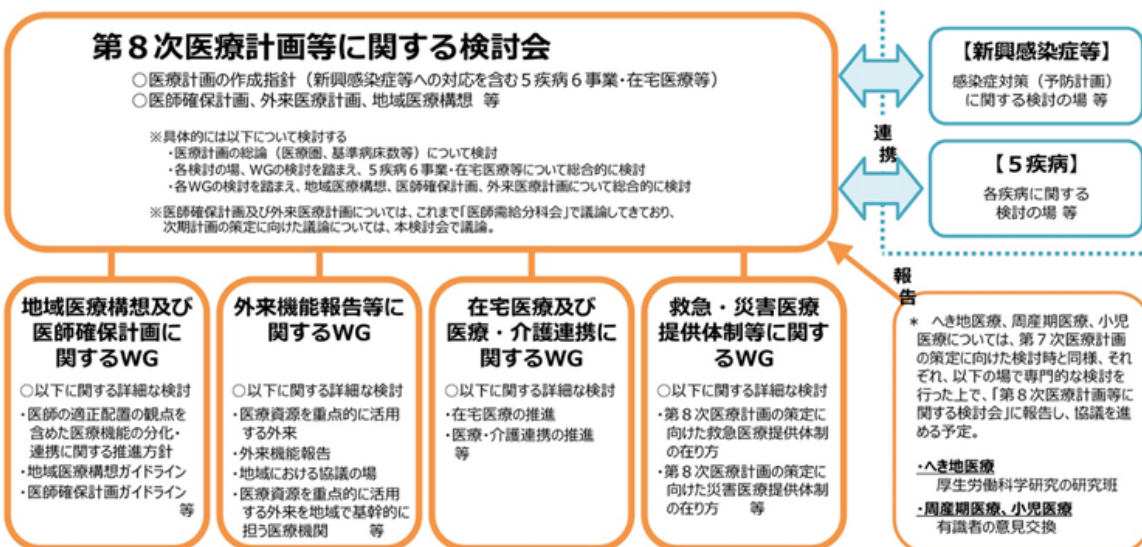 第８次医療計画等に関する検討会
○医療計画の作成指針（新興感染症等への対応を含む５疾病６事業・在宅医療等）
○医師確保計画、外来医療計画、地域医療構想 等
※具体的には以下について検討する
・医療計画の総論（医療圏、基準病床数等）について検討
・各検討の場、WGの検討を踏まえ、５疾病６事業・在宅医療等について総合的に検討
・各WGの検討を踏まえ、地域医療構想、医師確保計画、外来医療計画について総合的に検討
※医師確保計画及び外来医療計画については、これまで「医師需給分科会」で議論してきており、
次期計画の策定に向けた議論については、本検討会で議論。
連携
【新興感染症等】
感染症対策（予防計画）
に関する検討の場 等
【５疾病】
各疾病に関する
検討の場 等
地域医療構想及び
医師確保計画に
関するWG
○以下に関する詳細な検討
・医師の適正配置の観点を
含めた医療機能の分化・
連携に関する推進方針
・地域医療構想ガイドライン
・医師確保計画ガイドライン
等
外来機能報告等に
関するWG
○以下に関する詳細な検討
・医療資源を重点的に活用
する外来
・外来機能報告
・地域における協議の場
・医療資源を重点的に活用
する外来を地域で基幹的に
担う医療機関 等
在宅医療及び
医療・介護連携に
関するWG
○以下に関する詳細な検討
・在宅医療の推進
・医療・介護連携の推進
等
救急・災害医療
提供体制等に関す
るWG
○以下に関する詳細な検討
・第８次医療計画の策定に
向けた救急医療提供体制
の在り方
・第８次医療計画の策定に
向けた災害医療提供体制
の在り方 等
報告
* へき地医療、周産期医療、小児
医療については、第７次医療計画
の策定に向けた検討時と同様、それ
ぞれ、以下の場で専門的な検討を
行った上で、「第８次医療計画等に
関する検討会」に報告し、協議を進
める予定。
・へき地医療
厚生労働科学研究の研究班
・周産期医療、小児医療
有識者の意見交換